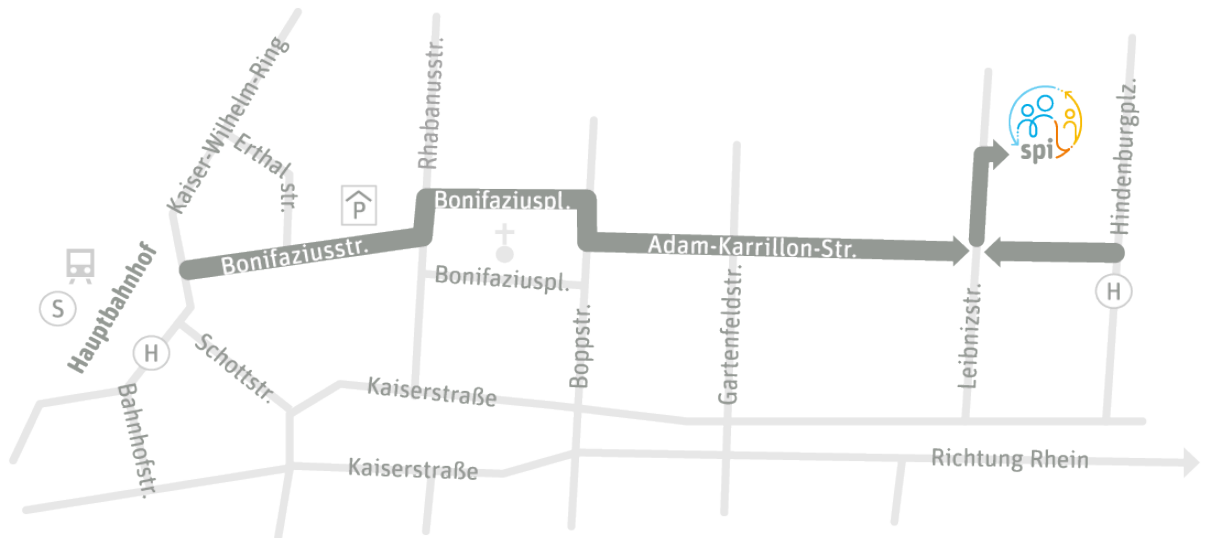 Kaiser-Wilhelm-Ring
Erthal
str.
Rhabanusstr.
P
Bonifaziuspl.
spi
Hindenburgplz.
Bonifaziusstr.
Adam-Karrillon-Str.
Bonifaziuspl.
S
Hauptbahnhof
H
H
Schottstr.
Boppstr.
Gartenfeldstr.
Leibnizstr.
Bahnhofstr.
Kaiserstraße
Kaiserstraße
Richtung Rhein